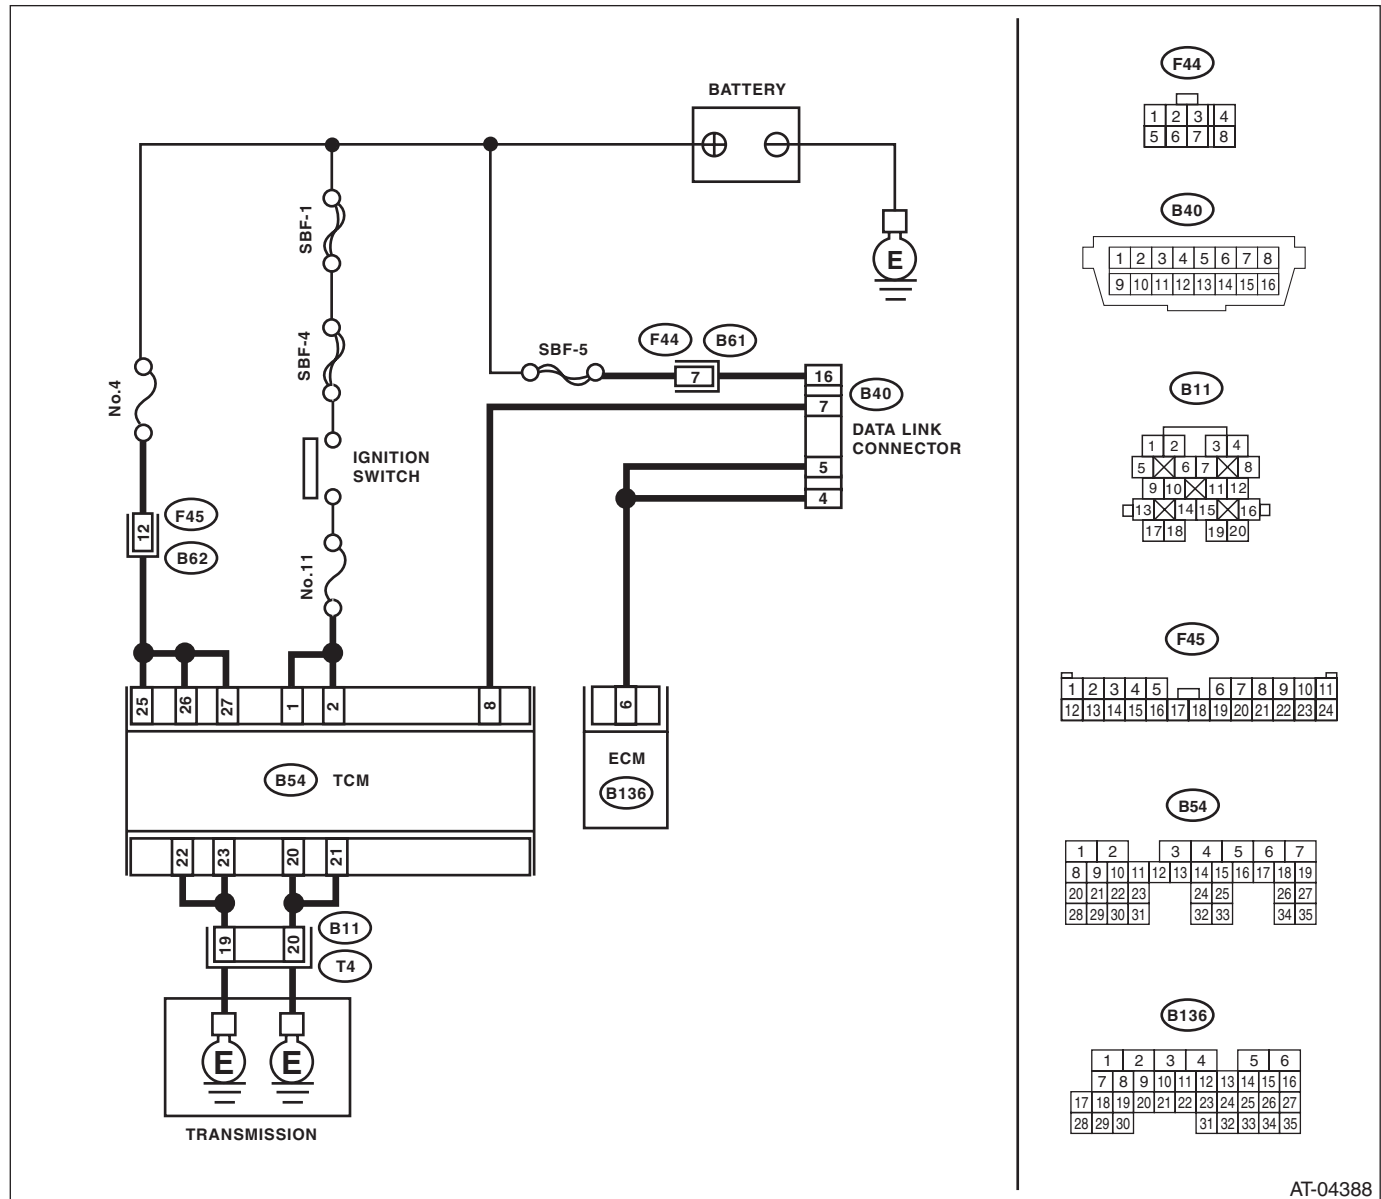 BATTERY
E
SBF-1
SBF-4
No.4
SBF-5
F44
B61
7
16
7
B40
DATA LINK
CONNECTOR
5
4
IGNITION
SWITCH
12
F45
B62
No.11
25
26
27
1
2
8
6
B54
TCM
ECM
B136
22
23
20
21
19
20
B11
T4
E
E
TRANSMISSION
F44
1 2 3 4
5 6 7 8
B40
1 2 3 4 5 6 7 8
9 10 11 12 13 14 15 16
B11
1 2 3 4
5 6 7 8
9 10 11 12
13 14 15 16
17 18 19 20
F45
1 2 3 4 5 6 7 8 9 10 11
12 13 14 15 16 17 18 19 20 21 22 23 24
B54
1 2 3 4 5 6 7
8 9 10 11 12 13 14 15 16 17 18 19
20 21 22 23 24 25 26 27
28 29 30 31 32 33 34 35
B136
1 2 3 4 5 6
7 8 9 10 11 12 13 14 15 16
17 18 19 20 21 22 23 24 25 26 27
28 29 30 31 32 33 34 35
AT-04388